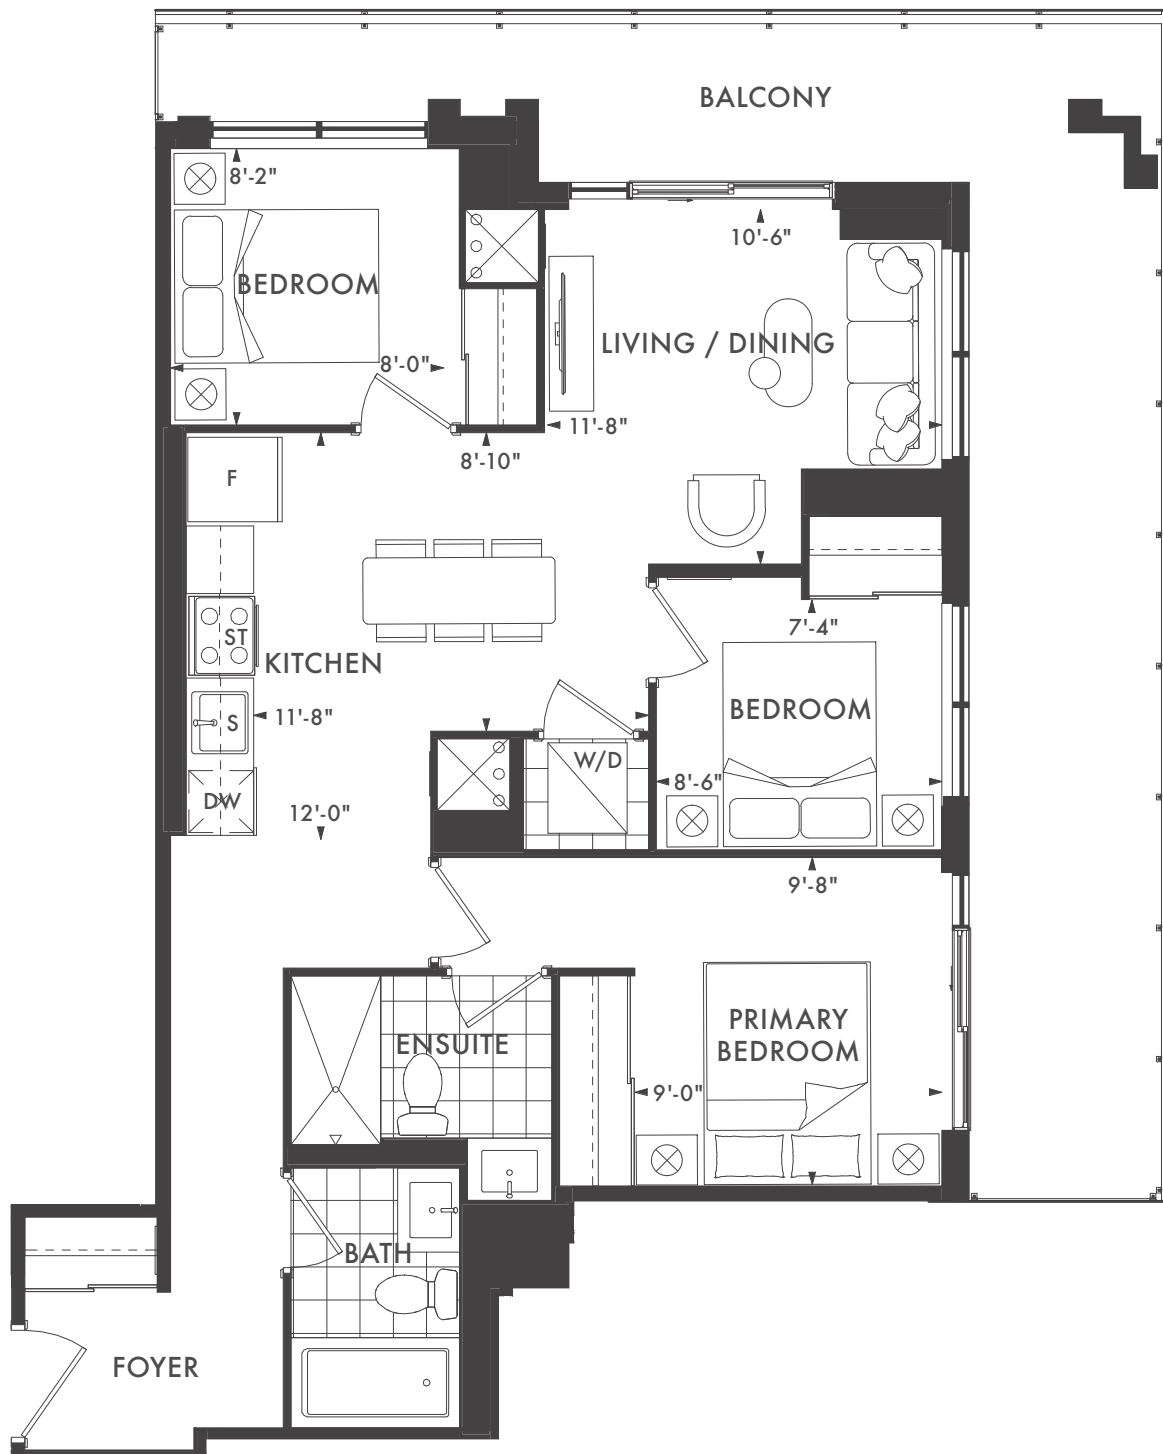 BALCONY
8'-2"
10'-6"
BEDROOM
LIVING / DINING
8'-0"
11'-8"
8'-10"
F
7'-4"
ST
KITCHEN
BEDROOM
11'-8"
S
W/D
8'-6"
DW
12'-0"
9'-8"
PRIMARY
BEDROOM
ENSUITE
9'-0"
BATH
FOYER